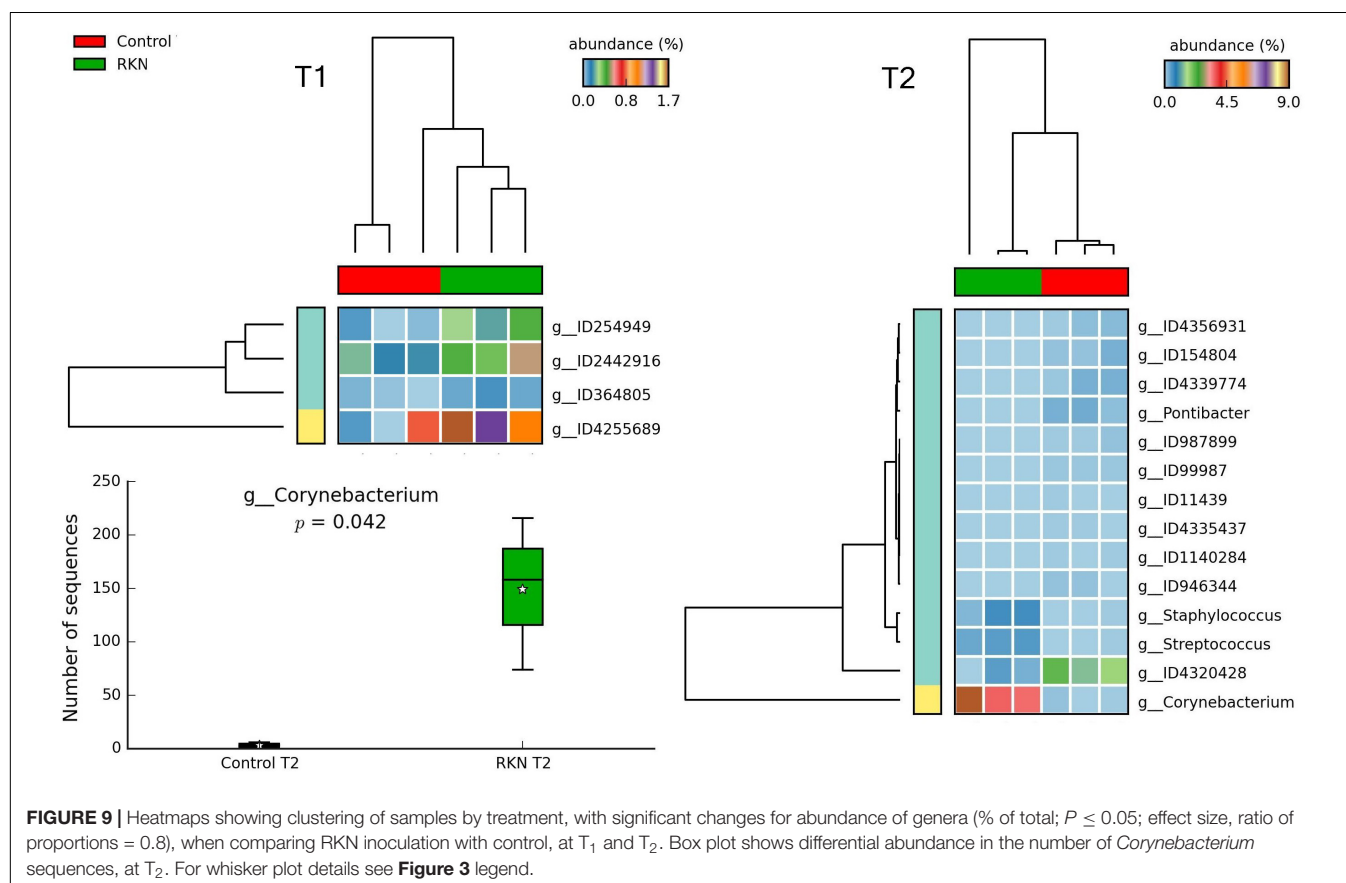 Control
RKN
T1
abundance (%)
0.0 0.8 1.7
g__ID254949
g__ID2442916
g__ID364805
g__ID4255689
T2
abundance (%)
0.0 4.5 9.0
g__ID4356931
g__ID154804
g__ID4339774
g__Pontibacter
g__ID987899
g__ID99987
g__ID11439
g__ID4335437
g__ID1140284
g__ID946344
g__Staphylococcus
g__Streptococcus
g__ID4320428
g__Corynebacterium
g__Corynebacterium
p = 0.042
Number of sequences
250
200
150
100
50
0
Control T2 RKN T2
FIGURE 9 | Heatmaps showing clustering of samples by treatment, with significant changes for abundance of genera (% of total; P ≤ 0.05; effect size, ratio of
proportions = 0.8), when comparing RKN inoculation with control, at T₁ and T₂. Box plot shows differential abundance in the number of Corynebacterium
sequences, at T₂. For whisker plot details see Figure 3 legend.